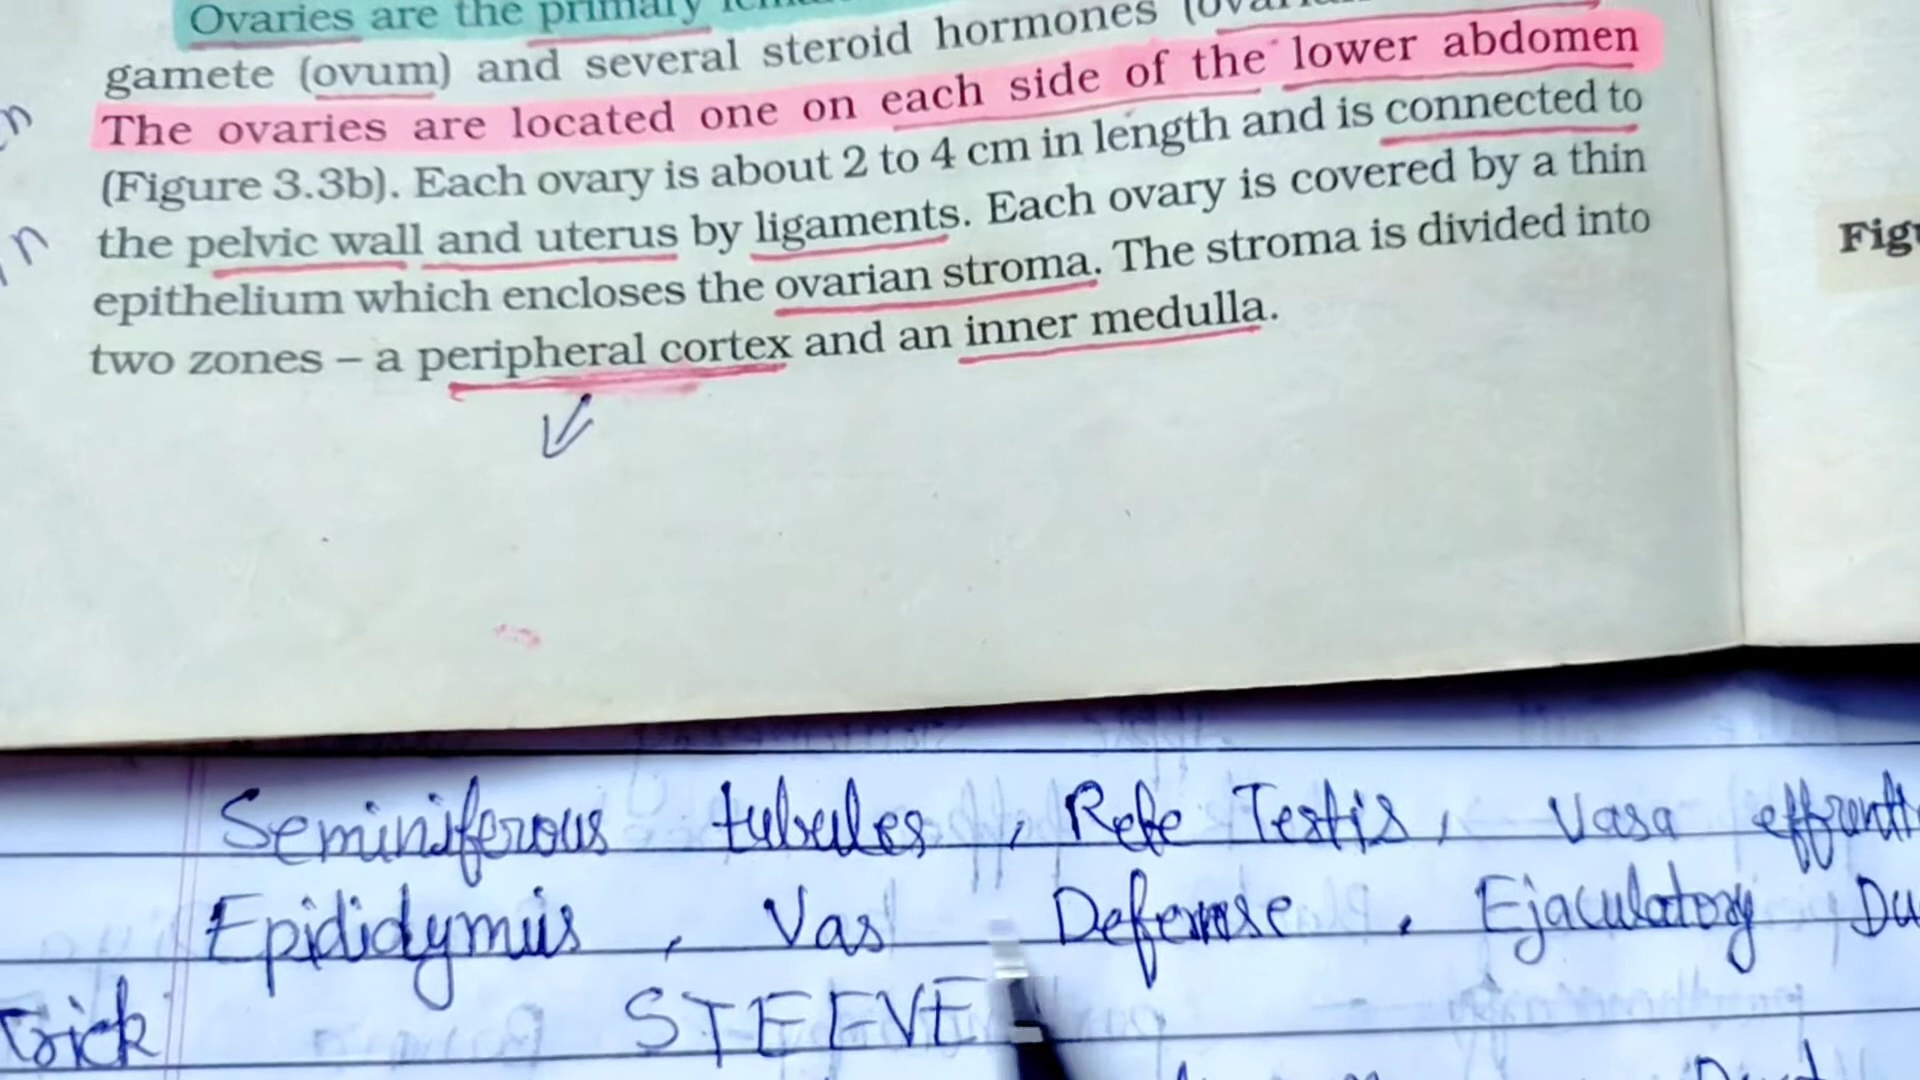 Ovaries are the primary
gamete (ovum) and several steroid hormones
The ovaries are located one on each side of the lower abdomen
(Figure 3.3b). Each ovary is about 2 to 4 cm in length and is connected to
the pelvic wall and uterus by ligaments. Each ovary is covered by a thin
epithelium which encloses the ovarian stroma. The stroma is divided into
two zones – a peripheral cortex and an inner medulla.
Seminiferous tubules, Rete Testis, Vasa
Epididymis, Vas Ejaculatory
Trick STEEVE